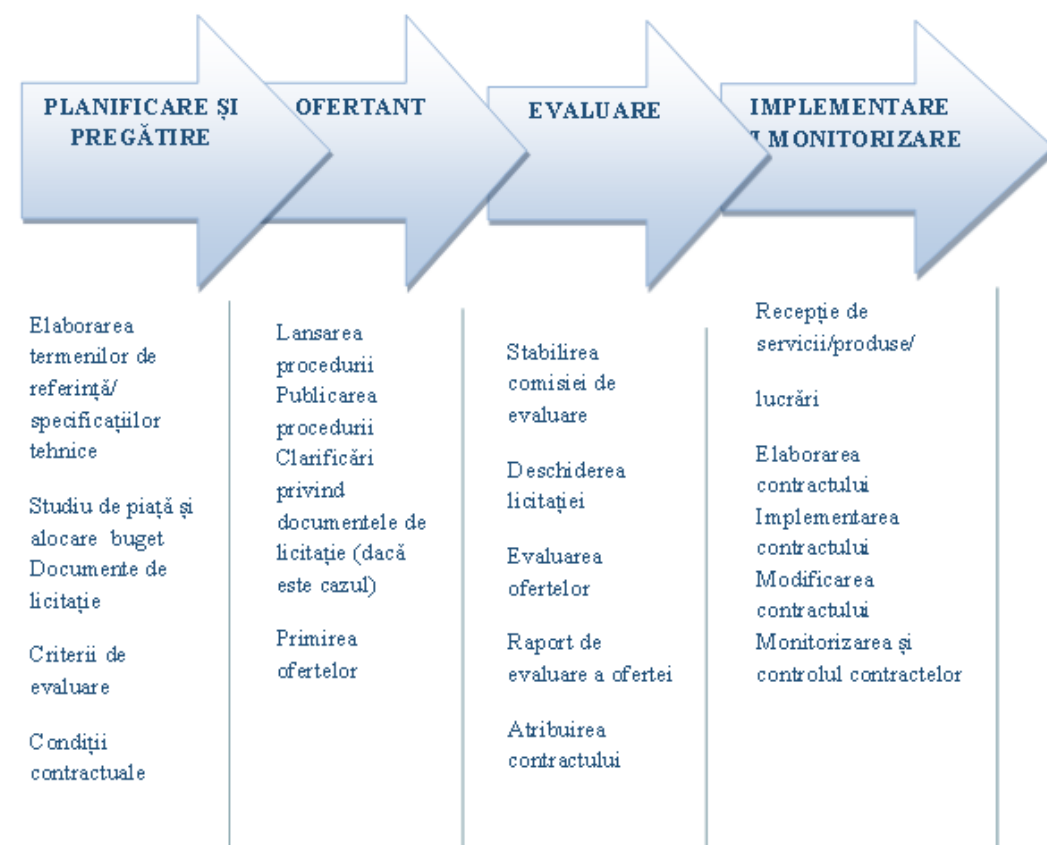 PLANIFICARE ȘI
PREGĂTIRE
OFERTANT
EVALUARE
IMPLEMENTARE
I MONITORIZARE
Elaborarea
termenilor de
referință/
specificațiilor
tehnice
Studiu de piață și
alocare buget
Documente de
licitație
Criterii de
evaluare
Condiții
contractuale
Lansarea
procedurii
Publicarea
procedurii
Clarificări
privind
documentele de
licitație (dacă
este cazul)
Primirea
ofertelor
Stabilirea
comisiei de
evaluare
Deschiderea
licitației
Evaluarea
ofertelor
Raport de
evaluare a ofertei
Atribuirea
contractului
Recepție de
servicii/produse/
lucrări
Elaborarea
contractului
Implementarea
contractului
Modificarea
contractului
Monitorizarea și
controlul contractelor